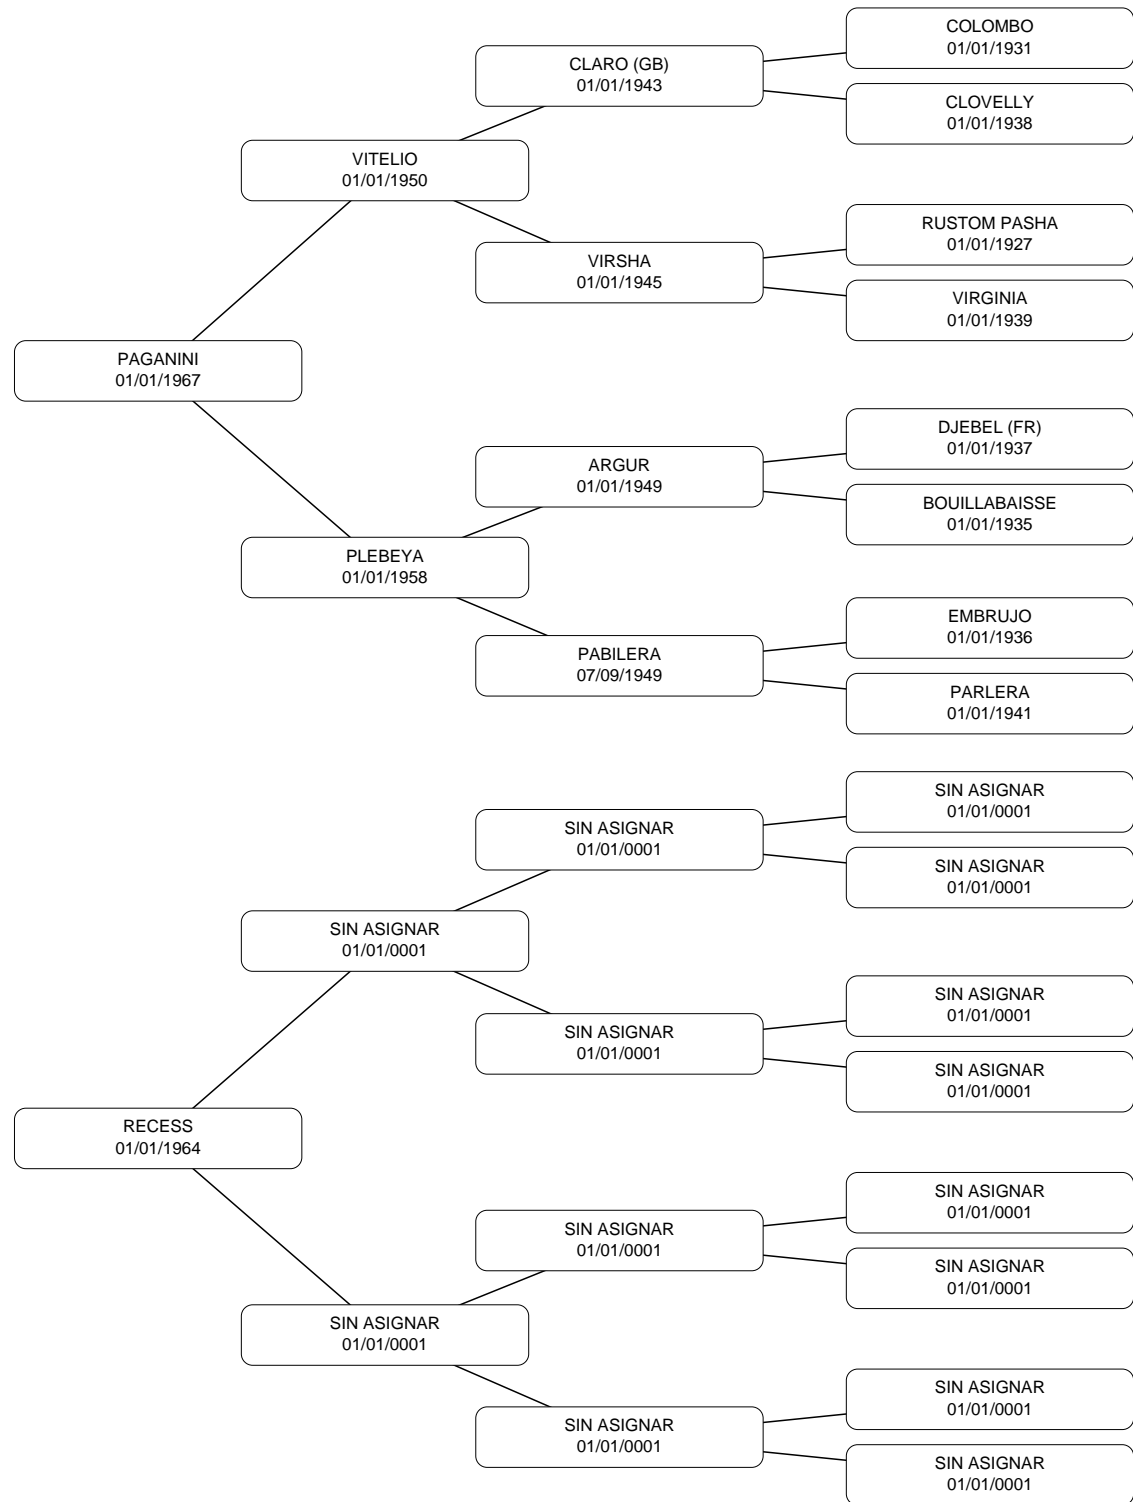 COLOMBO
01/01/1931
CLARO (GB)
01/01/1943
CLOVELLY
01/01/1938
VITELIO
01/01/1950
RUSTOM PASHA
01/01/1927
VIRSHA
01/01/1945
VIRGINIA
01/01/1939
PAGANINI
01/01/1967
DJEBEL (FR)
01/01/1937
ARGUR
01/01/1949
BOUILLABAISSE
01/01/1935
PLEBEYA
01/01/1958
EMBRUJO
01/01/1936
PABILERA
07/09/1949
PARLERA
01/01/1941
SIN ASIGNAR
01/01/0001
SIN ASIGNAR
01/01/0001
SIN ASIGNAR
01/01/0001
SIN ASIGNAR
01/01/0001
SIN ASIGNAR
01/01/0001
SIN ASIGNAR
01/01/0001
SIN ASIGNAR
01/01/0001
RECESS
01/01/1964
SIN ASIGNAR
01/01/0001
SIN ASIGNAR
01/01/0001
SIN ASIGNAR
01/01/0001
SIN ASIGNAR
01/01/0001
SIN ASIGNAR
01/01/0001
SIN ASIGNAR
01/01/0001
SIN ASIGNAR
01/01/0001